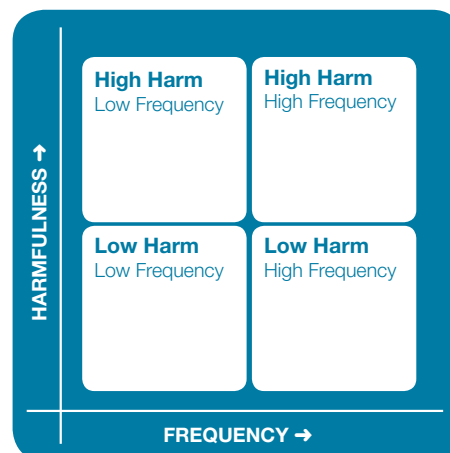 High Harm
Low Frequency
High Harm
High Frequency
Low Harm
Low Frequency
Low Harm
High Frequency
HARMFULNESS ➔
FREQUENCY ➔